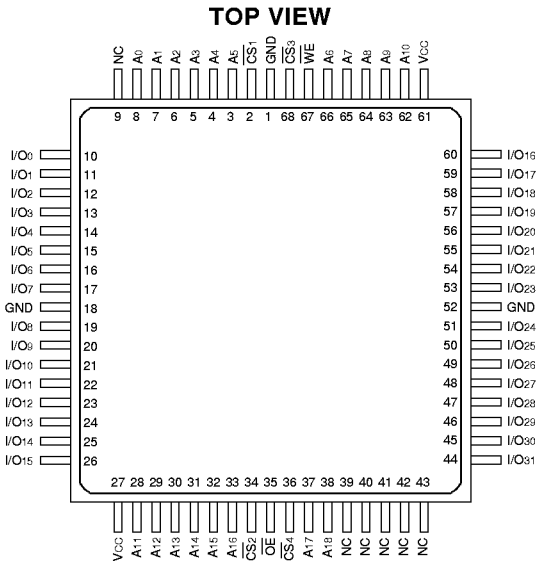 TOP VIEW
NC A0 A1 A2 A3 A4 A5 CS1 GND CS3 WE A6 A7 A8 A9 A10 VCC
9 8 7 6 5 4 3 2 1 68 67 66 65 64 63 62 61
I/O0 10 60 I/O16
I/O1 11 59 I/O17
I/O2 12 58 I/O18
I/O3 13 57 I/O19
I/O4 14 56 I/O20
I/O5 15 55 I/O21
I/O6 16 54 I/O22
I/O7 17 53 I/O23
GND 18 52 GND
I/O8 19 51 I/O24
I/O9 20 50 I/O25
I/O10 21 49 I/O26
I/O11 22 48 I/O27
I/O12 23 47 I/O28
I/O13 24 46 I/O29
I/O14 25 45 I/O30
I/O15 26 44 I/O31
27 28 29 30 31 32 33 34 35 36 37 38 39 40 41 42 43
VCC A11 A12 A13 A14 A15 A16 CS2 OE CS4 A17 A18 NC NC NC NC NC